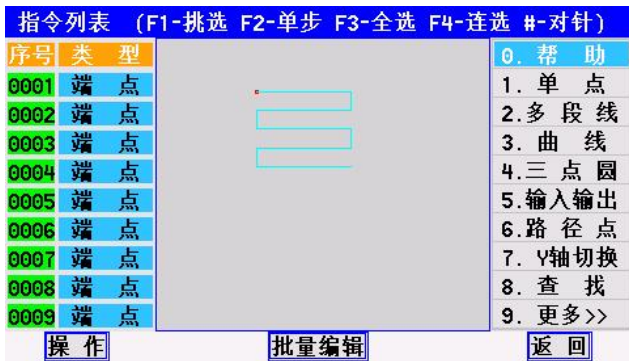 指令列表 (F1-挑选 F2-单步 F3-全选 F4-连选 #-对针)
序号 类 型
0001 端 点
0002 端 点
0003 端 点
0004 端 点
0005 端 点
0006 端 点
0007 端 点
0008 端 点
0009 端 点
0. 帮 助
1. 单 点
2.多 段 线
3. 曲 线
4.三 点 圆
5.输入输出
6.路 径 点
7. Y轴切换
8. 查 找
9. 更多>>
操 作
批量编辑
返 回